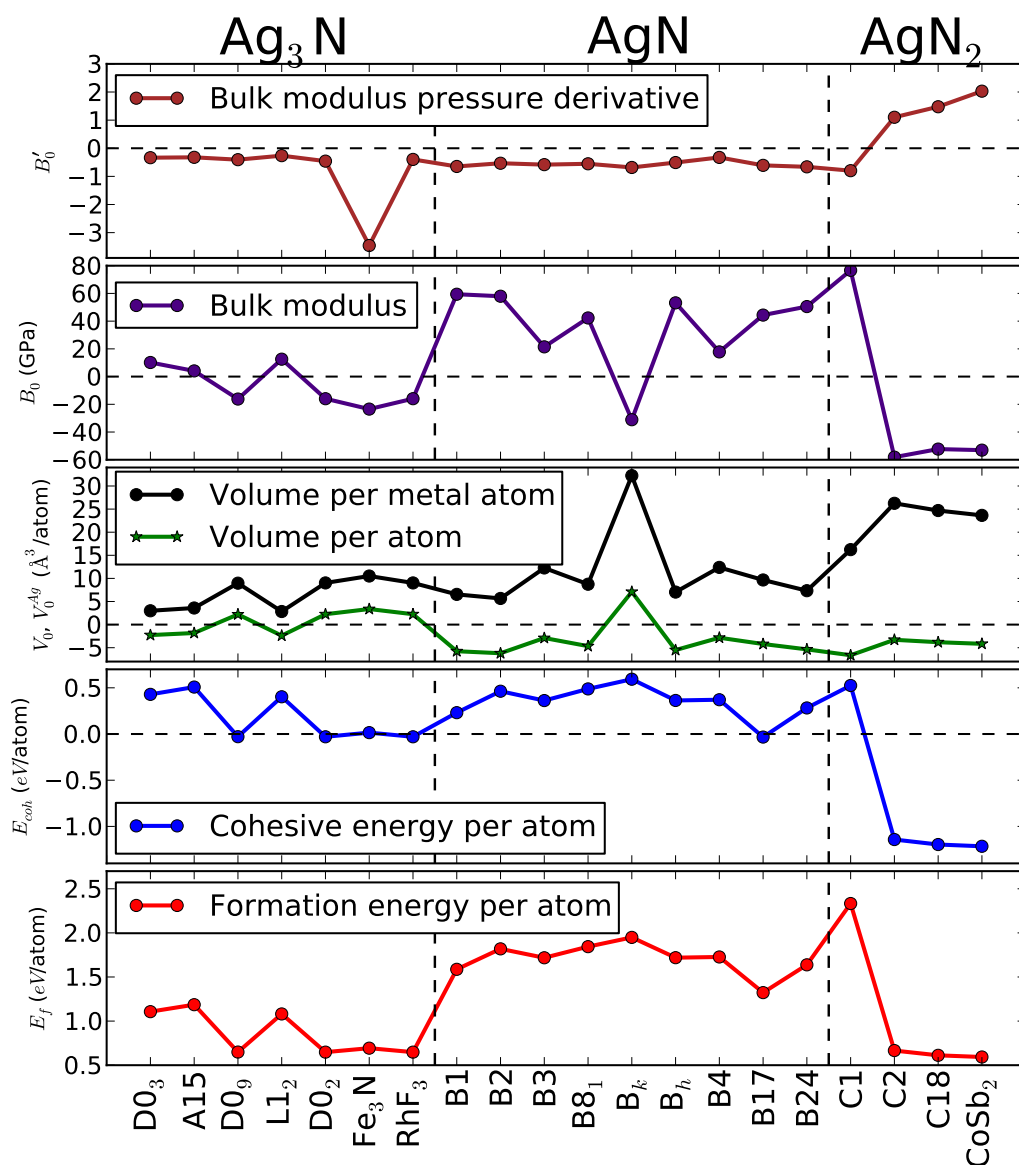 Ag₃N AgN AgN₂
3
2
1
0
−1
−2
−3
B₀′
Bulk modulus pressure derivative
80
60
40
20
0
−20
−40
−60
B₀ (GPa)
Bulk modulus
30
25
20
15
10
5
0
−5
V₀, V₀ᴬᵍ (Å³/atom)
Volume per metal atom
Volume per atom
0.5
0.0
−0.5
−1.0
E_coh (eV/atom)
Cohesive energy per atom
2.5
2.0
1.5
1.0
0.5
E_f (eV/atom)
Formation energy per atom
D0₃ A15 D0₉ L1₂ D0₂ Fe₃N RhF₃ B1 B2 B3 B8₁ Bₖ Bₕ B4 B17 B24 C1 C2 C18 CoSb₂